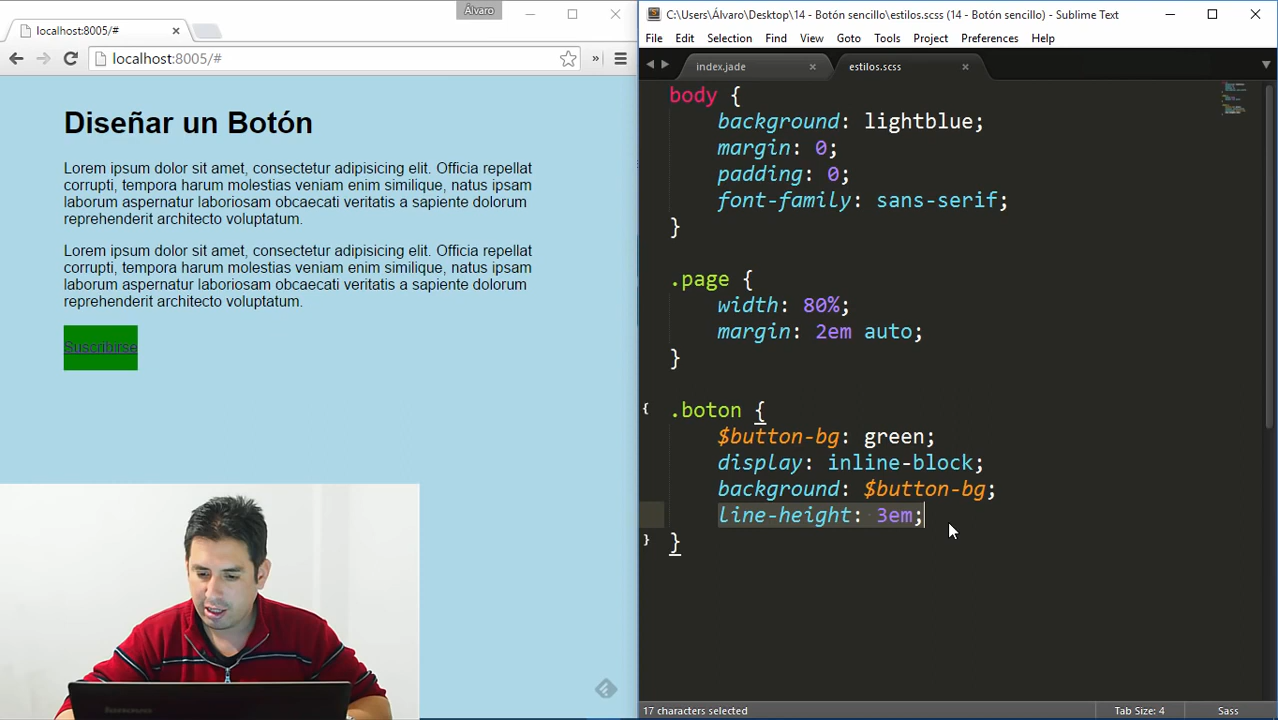 Álvaro
localhost:8005/#
localhost:8005/#
Diseñar un Botón
Lorem ipsum dolor sit amet, consectetur adipisicing elit. Officia repellat
corrupti, tempora harum molestias veniam enim similique, natus ipsam
laborum aspernatur laboriosam obcaecati veritatis a sapiente dolorum
reprehenderit architecto voluptatum.
Lorem ipsum dolor sit amet, consectetur adipisicing elit. Officia repellat
corrupti, tempora harum molestias veniam enim similique, natus ipsam
laborum aspernatur laboriosam obcaecati veritatis a sapiente dolorum
reprehenderit architecto voluptatum.
Suscribirse
C:\Users\Álvaro\Desktop\14 - Botón sencillo\estilos.scss (14 - Botón sencillo) - Sublime Text
File Edit Selection Find View Goto Tools Project Preferences Help
index.jade estilos.scss
body {
background: lightblue;
margin: 0;
padding: 0;
font-family: sans-serif;
}
.page {
width: 80%;
margin: 2em auto;
}
.boton {
$button-bg: green;
display: inline-block;
background: $button-bg;
line-height: 3em;
}
17 characters selected Tab Size: 4 Sass